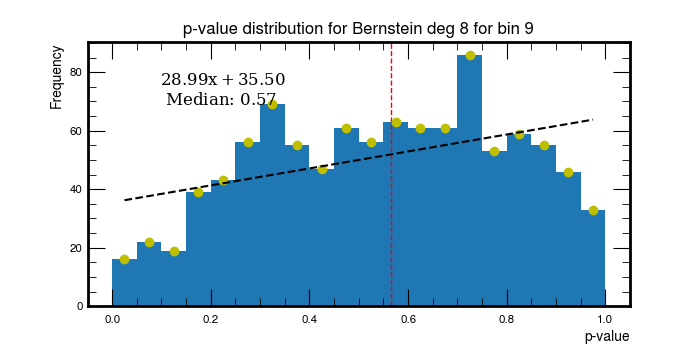 p-value distribution for Bernstein deg 8 for bin 9
Frequency
80
60
40
20
0
28.99x + 35.50
Median: 0.57
0.0 0.2 0.4 0.6 0.8 1.0
p-value